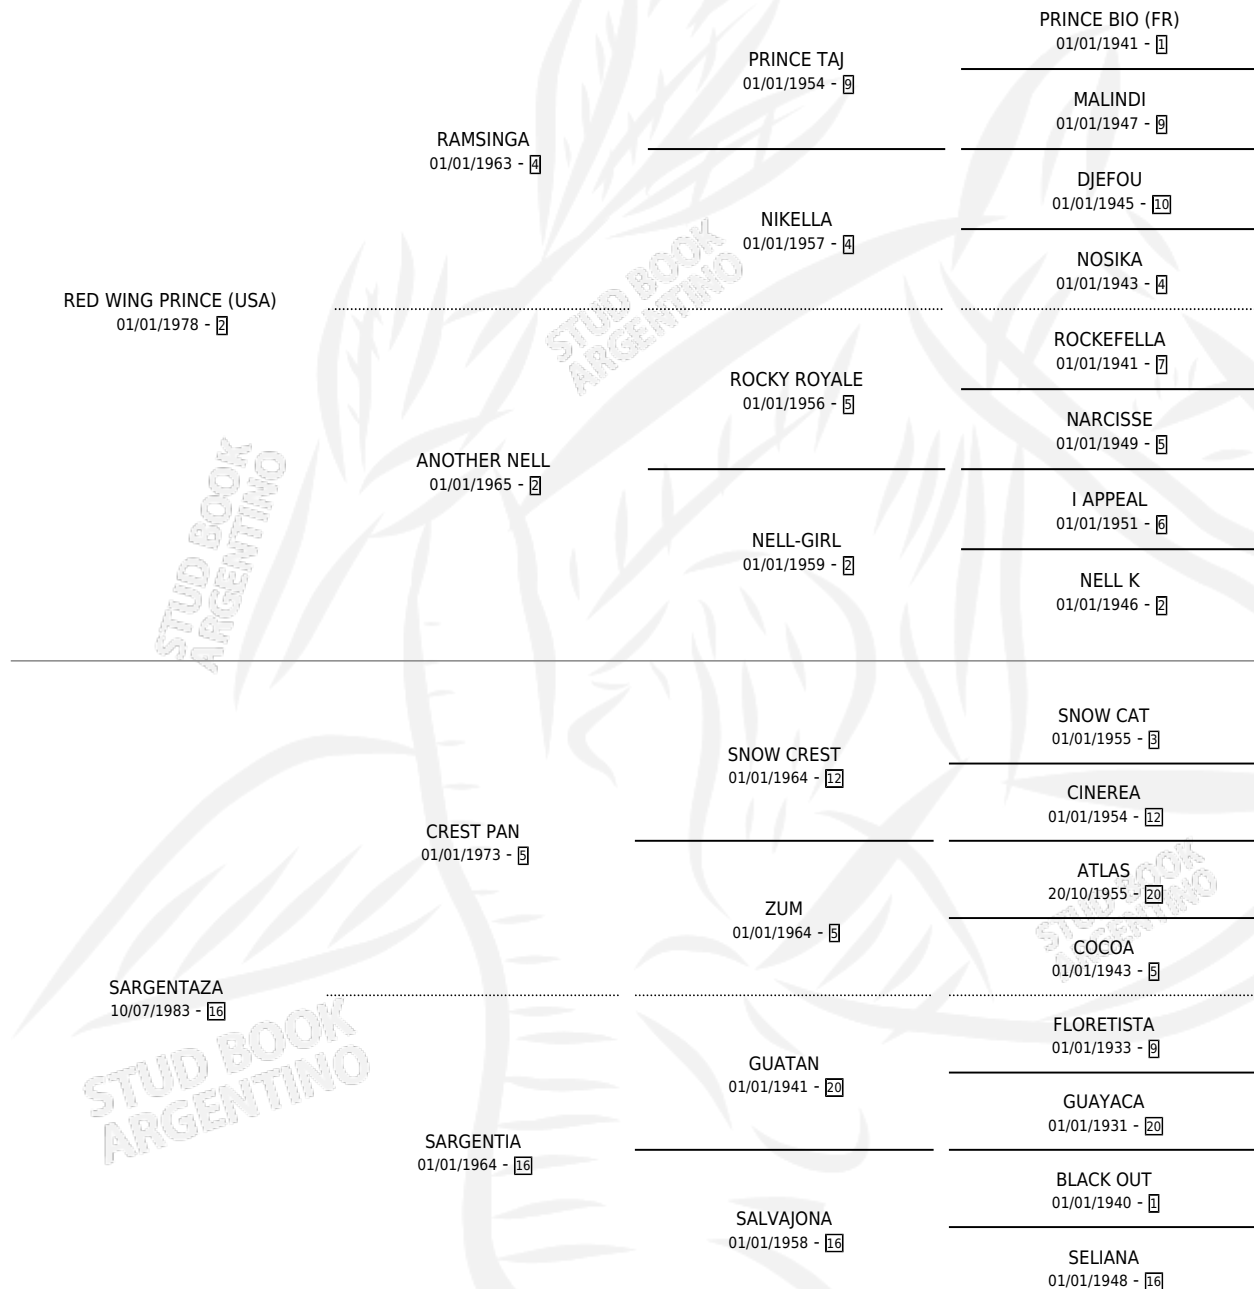 PRINCE BIO (FR)
01/01/1941 - 1
PRINCE TAJ
01/01/1954 - 9
MALINDI
01/01/1947 - 9
RAMSINGA
01/01/1963 - 4
DJEFOU
01/01/1945 - 10
NIKELLA
01/01/1957 - 4
NOSIKA
01/01/1943 - 4
RED WING PRINCE (USA)
01/01/1978 - 2
ROCKEFELLA
01/01/1941 - 7
ROCKY ROYALE
01/01/1956 - 5
NARCISSE
01/01/1949 - 5
ANOTHER NELL
01/01/1965 - 2
I APPEAL
01/01/1951 - 6
NELL-GIRL
01/01/1959 - 2
NELL K
01/01/1946 - 2
STUD BOOK
ARGENTINO
STUD BOOK
ARGENTINO
SNOW CAT
01/01/1955 - 3
SNOW CREST
01/01/1964 - 12
CINEREA
01/01/1954 - 12
CREST PAN
01/01/1973 - 5
ATLAS
20/10/1955 - 20
ZUM
01/01/1964 - 5
COCOA
01/01/1943 - 5
SARGENTAZA
10/07/1983 - 16
FLORETISTA
01/01/1933 - 9
GUATAN
01/01/1941 - 20
GUAYACA
01/01/1931 - 20
SARGENTIA
01/01/1964 - 16
BLACK OUT
01/01/1940 - 1
SALVAJONA
01/01/1958 - 16
SELIANA
01/01/1948 - 16
STUD BOOK
ARGENTINO
STUD BOOK
ARGENTINO